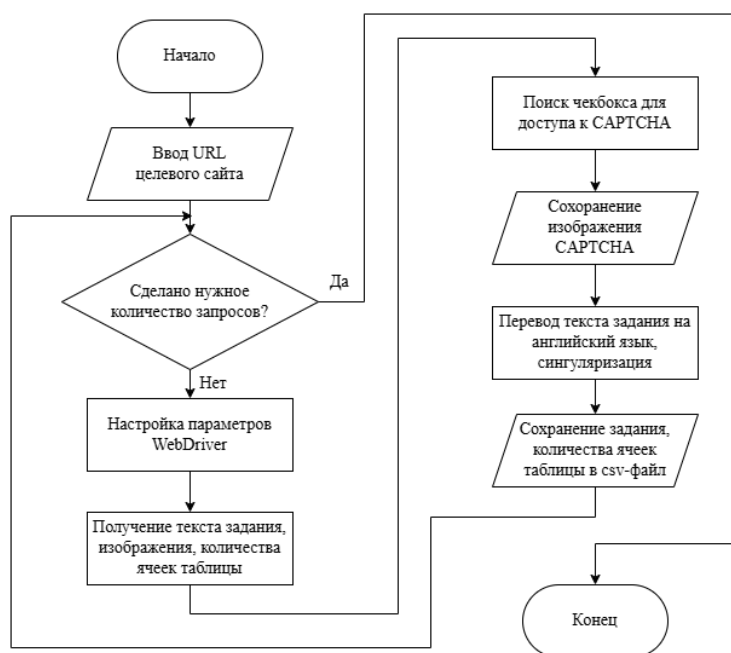 Начало
Ввод URL
целевого сайта
Сделано нужное
количество запросов?
Да
Нет
Настройка параметров
WebDriver
Получение текста задания,
изображения, количества
ячеек таблицы
Поиск чекбокса для
доступа к CAPTCHA
Сохоранение
изображения
CAPTCHA
Перевод текста задания на
английский язык,
сингуляризация
Сохранение задания,
количества ячеек
таблицы в csv-файл
Конец